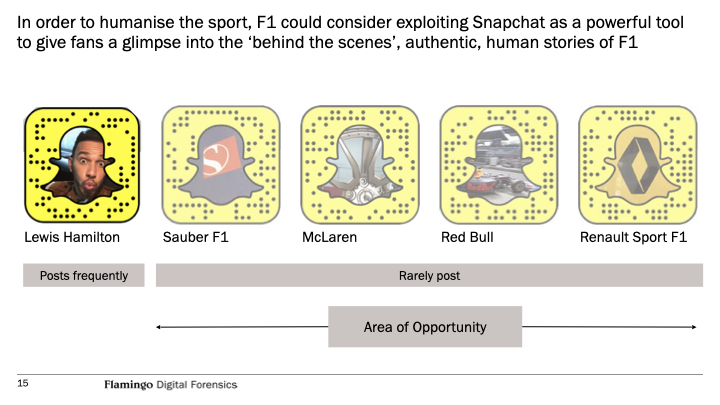 In order to humanise the sport, F1 could consider exploiting Snapchat as a powerful tool
to give fans a glimpse into the ‘behind the scenes’, authentic, human stories of F1
Lewis Hamilton
Sauber F1
McLaren
Red Bull
Renault Sport F1
Posts frequently
Rarely post
Area of Opportunity
15
Flamingo Digital Forensics